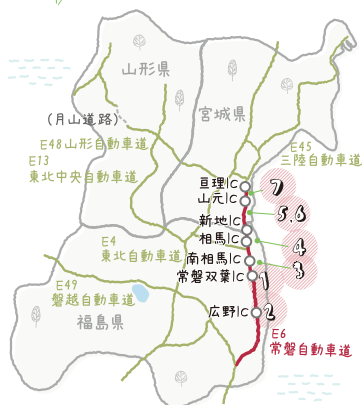 山形県
宮城県
(月山道路)
E48山形自動車道
E13
東北中央自動車道
E45
三陸自動車道
亘理IC
7
山元IC
5.6
新地IC
相馬IC
4
E4
東北自動車道
南相馬IC
3
常磐双葉IC
1
E49
磐越自動車道
広野IC
2
福島県
E6
常磐自動車道